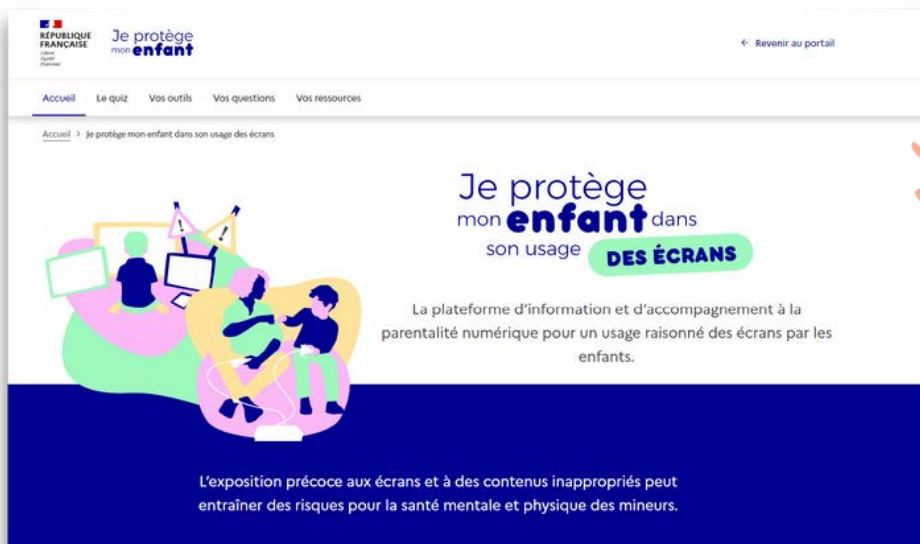 RÉPUBLIQUE
FRANÇAISE
Liberté
Égalité
Fraternité
Je protège
mon enfant
← Revenir au portail
Accueil Le quiz Vos outils Vos questions Vos ressources
Accueil > Je protège mon enfant dans son usage des écrans
Je protège
mon enfant dans
son usage DES ÉCRANS
La plateforme d'information et d'accompagnement à la
parentalité numérique pour un usage raisonné des écrans par les
enfants.
L'exposition précoce aux écrans et à des contenus inappropriés peut
entraîner des risques pour la santé mentale et physique des mineurs.